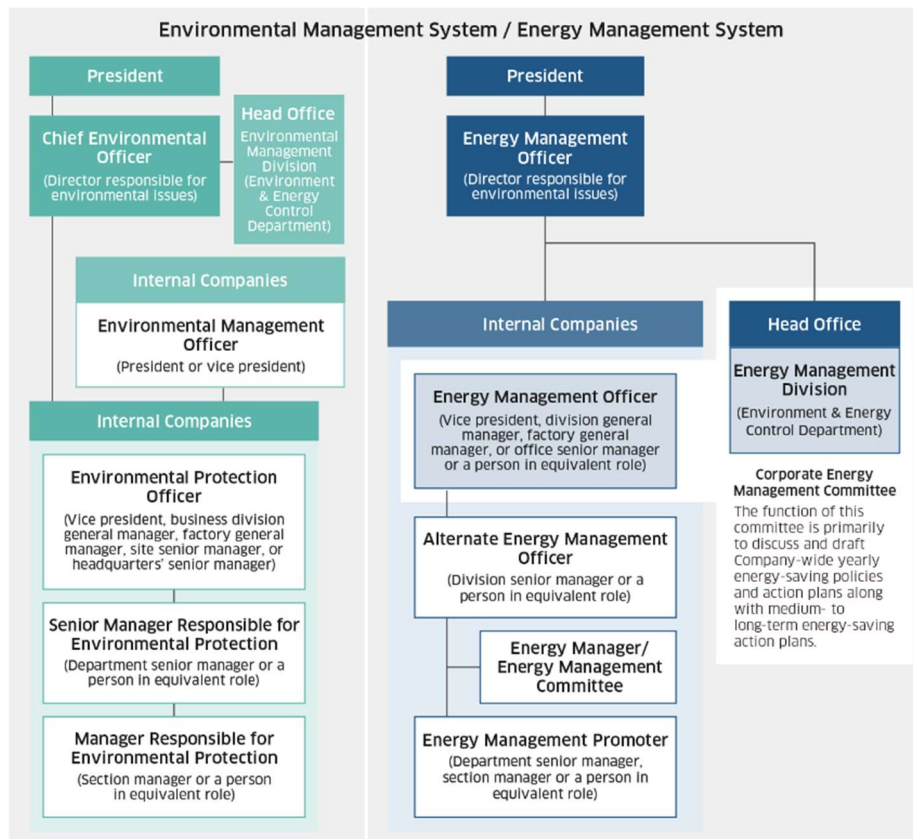 Environmental Management System / Energy Management System
President
Chief Environmental
Officer
(Director responsible for
environmental issues)
Head Office
Environmental
Management
Division
(Environment
& Energy
Control
Department)
Internal Companies
Environmental Management
Officer
(President or vice president)
Internal Companies
Environmental Protection
Officer
(Vice president, business division
general manager, factory general
manager, site senior manager, or
headquarters' senior manager)
Senior Manager Responsible for
Environmental Protection
(Department senior manager or a
person in equivalent role)
Manager Responsible for
Environmental Protection
(Section manager or a person
in equivalent role)
President
Energy Management
Officer
(Director responsible for
environmental issues)
Internal Companies
Energy Management Officer
(Vice president, division general
manager, factory general
manager, or office senior manager
or a person in equivalent role)
Alternate Energy Management
Officer
(Division senior manager or a
person in equivalent role)
Energy Manager/
Energy Management
Committee
Energy Management Promoter
(Department senior manager,
section manager or a person in
equivalent role)
Head Office
Energy Management
Division
(Environment & Energy
Control Department)
Corporate Energy
Management Committee
The function of this
committee is primarily
to discuss and draft
Company-wide yearly
energy-saving policies
and action plans along
with medium- to
long-term energy-saving
action plans.